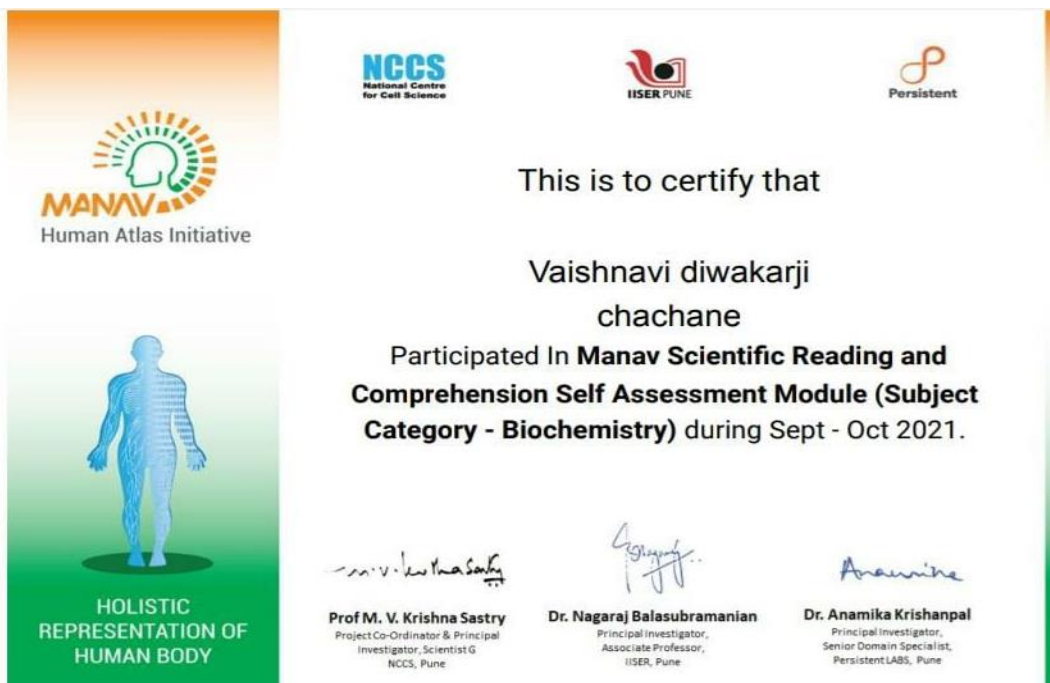 MANAV
Human Atlas Initiative
HOLISTIC
REPRESENTATION OF
HUMAN BODY
NCCS
National Centre
for Cell Science
IISER PUNE
Persistent
This is to certify that
Vaishnavi diwakarji
chachane
Participated In Manav Scientific Reading and
Comprehension Self Assessment Module (Subject
Category - Biochemistry) during Sept - Oct 2021.
Prof M. V. Krishna Sastry
Project Co-Ordinator & Principal
Investigator, Scientist G
NCCS, Pune
Dr. Nagaraj Balasubramanian
Principal Investigator,
Associate Professor,
IISER, Pune
Dr. Anamika Krishanpal
Principal Investigator,
Senior Domain Specialist,
Persistent LABS, Pune